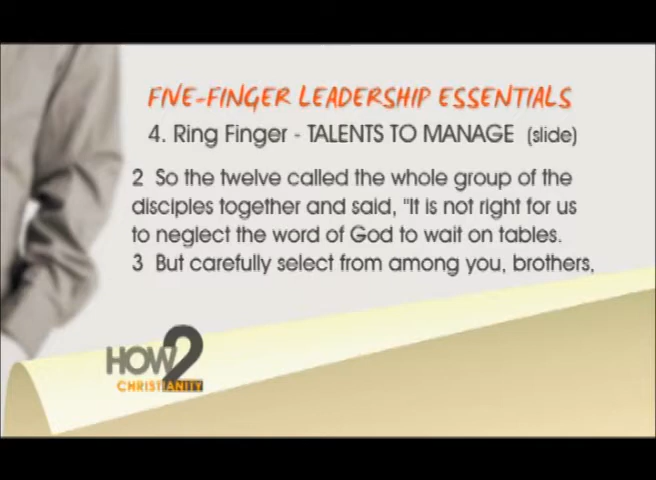 FIVE-FINGER LEADERSHIP ESSENTIALS
4. Ring Finger - TALENTS TO MANAGE (slide)
2 So the twelve called the whole group of the
disciples together and said, "It is not right for us
to neglect the word of God to wait on tables.
3 But carefully select from among you, brothers,
HOW2
CHRISTIANITY